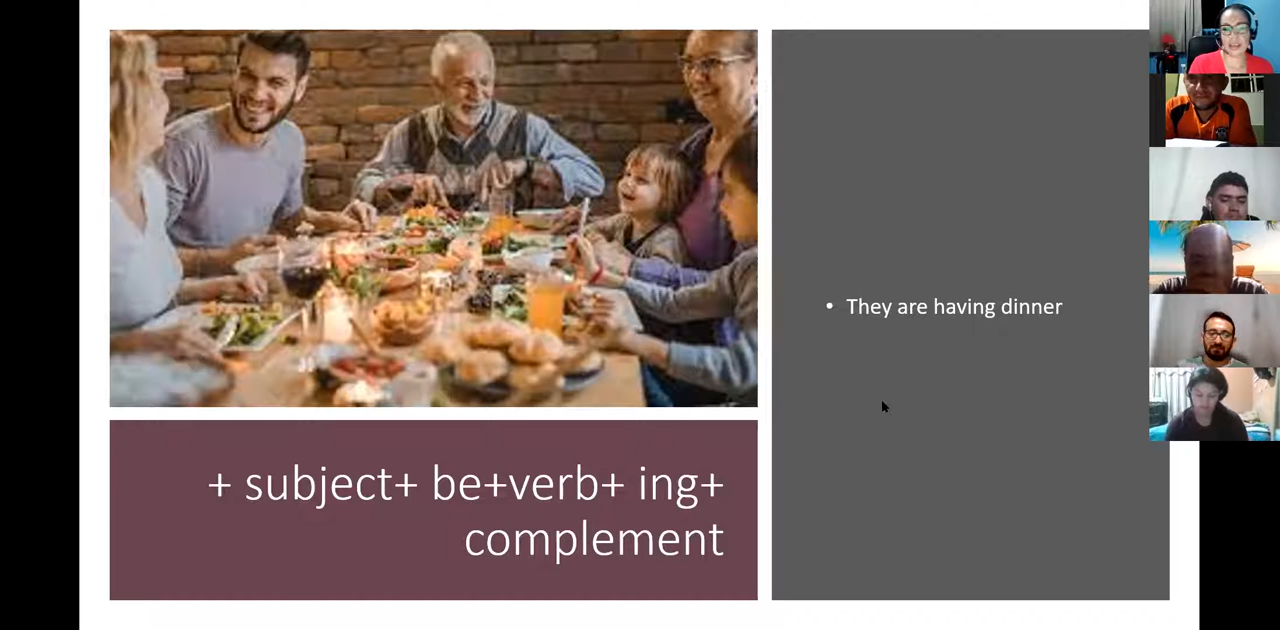 + subject+ be+verb+ ing+
complement
• They are having dinner